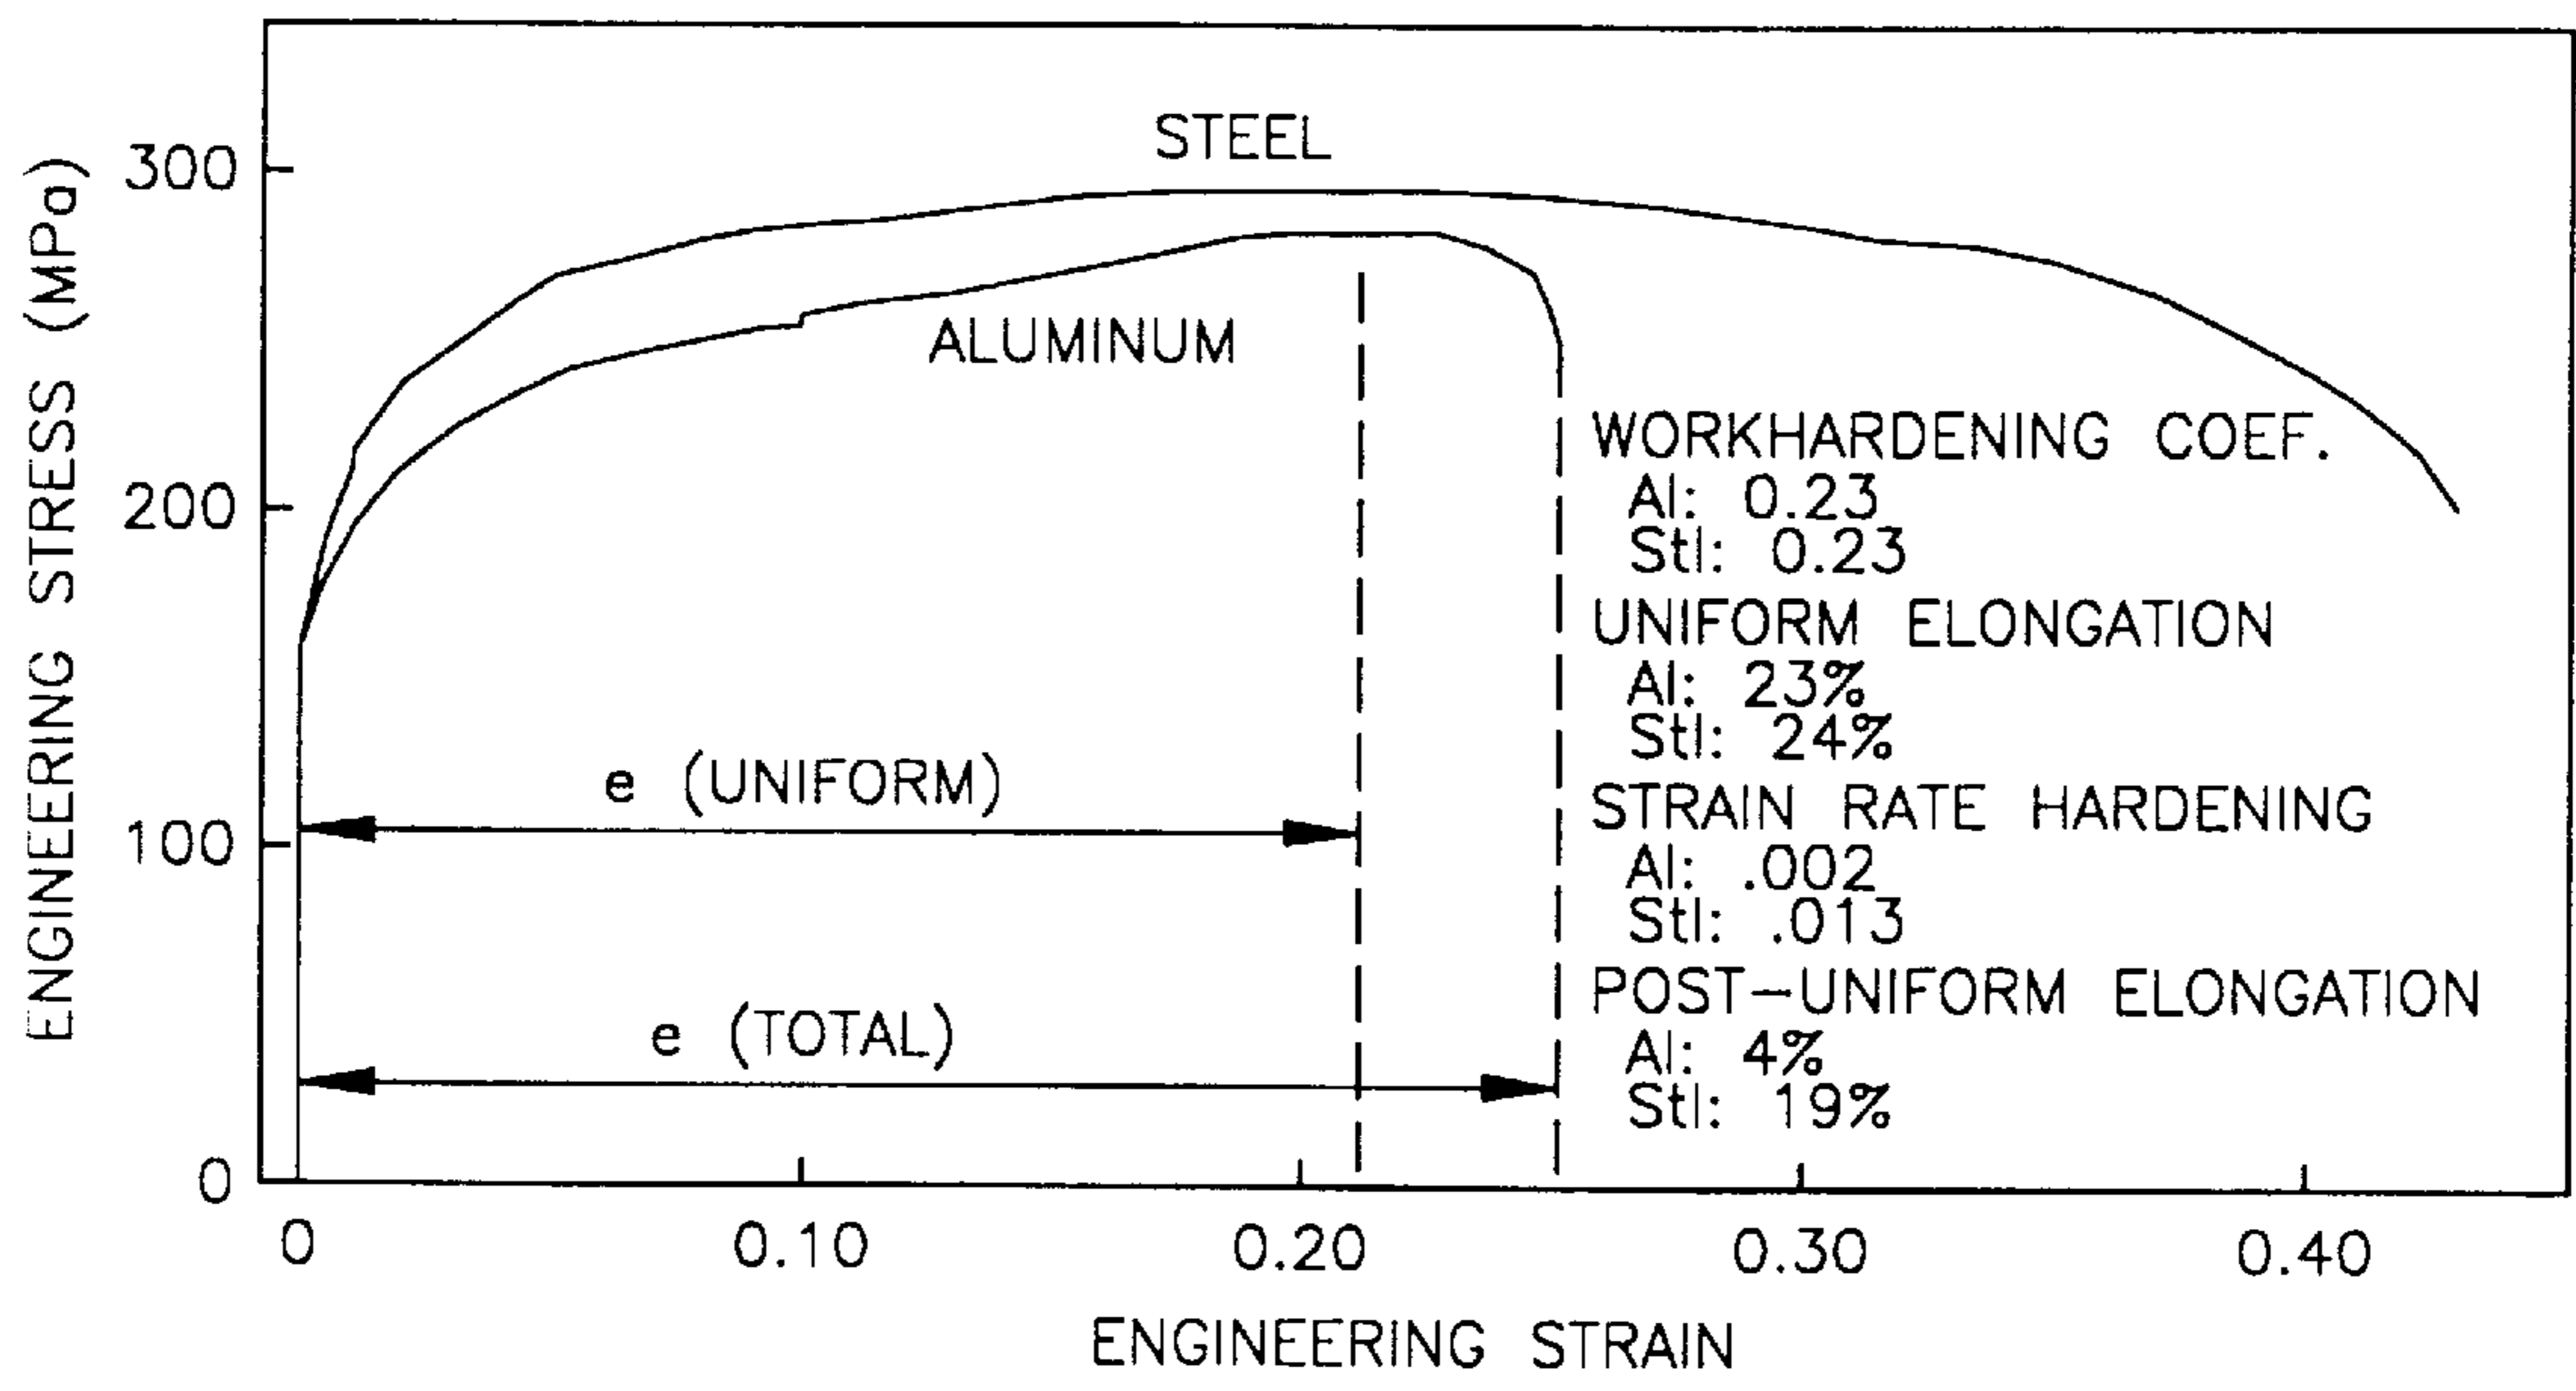 ENGINEERING STRESS (MPa)
300
200
100
0
STEEL
ALUMINUM
e (UNIFORM)
e (TOTAL)
WORKHARDENING COEF.
Al: 0.23
Stl: 0.23
UNIFORM ELONGATION
Al: 23%
Stl: 24%
STRAIN RATE HARDENING
Al: .002
Stl: .013
POST-UNIFORM ELONGATION
Al: 4%
Stl: 19%
0 0.10 0.20 0.30 0.40
ENGINEERING STRAIN